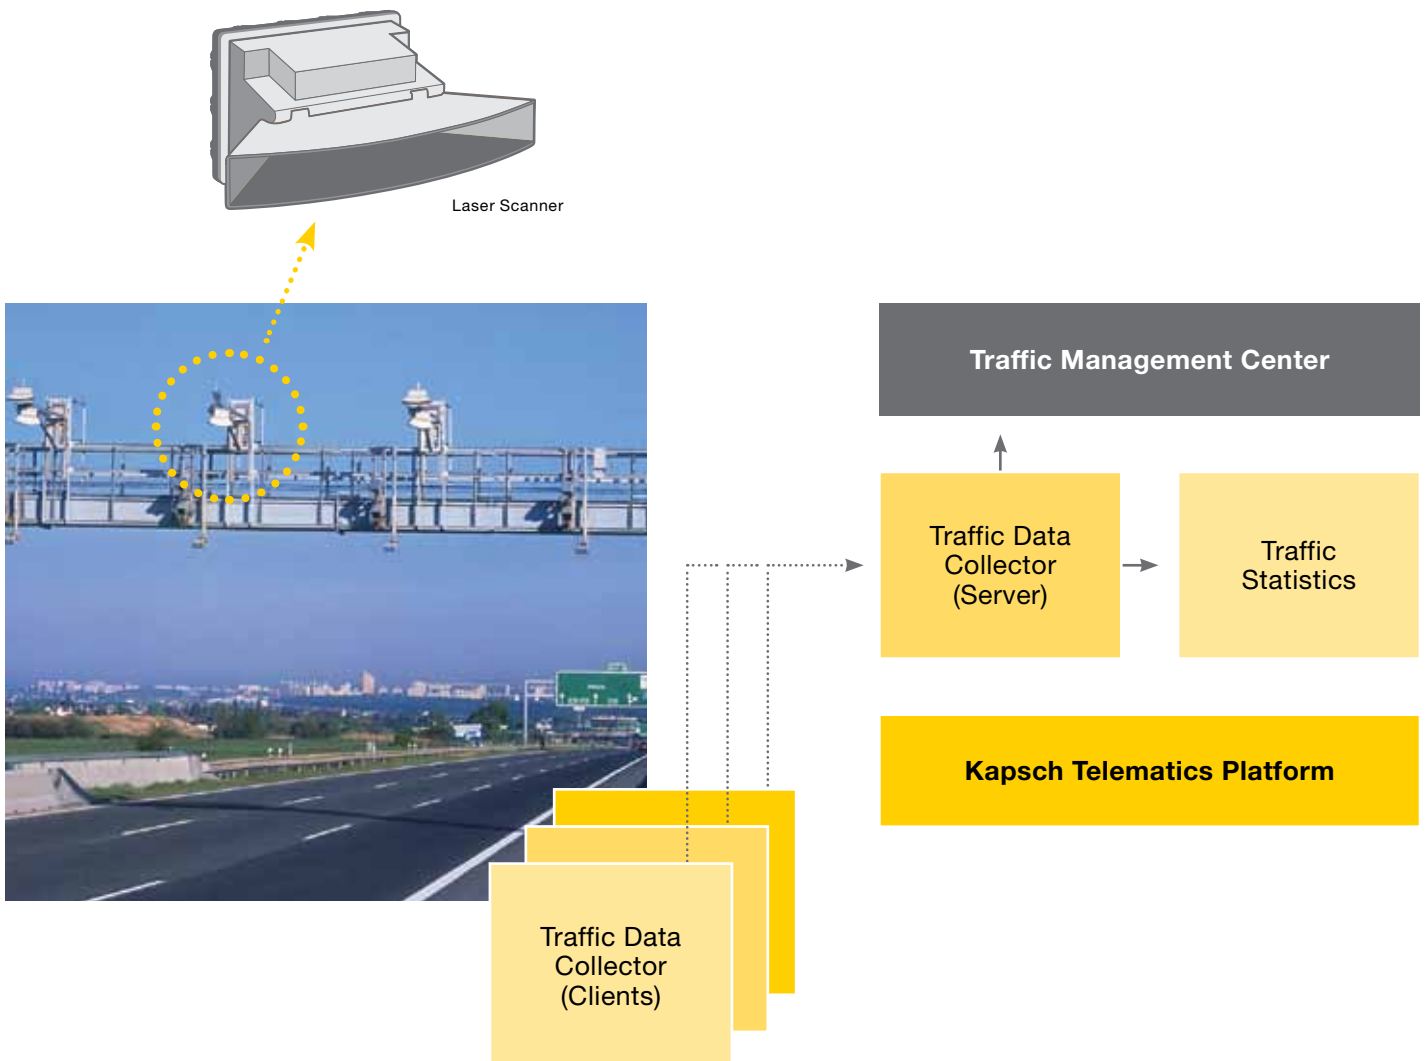 Laser Scanner
Traffic Management Center
Traffic Data
Collector
(Server)
Traffic
Statistics
Kapsch Telematics Platform
Traffic Data
Collector
(Clients)